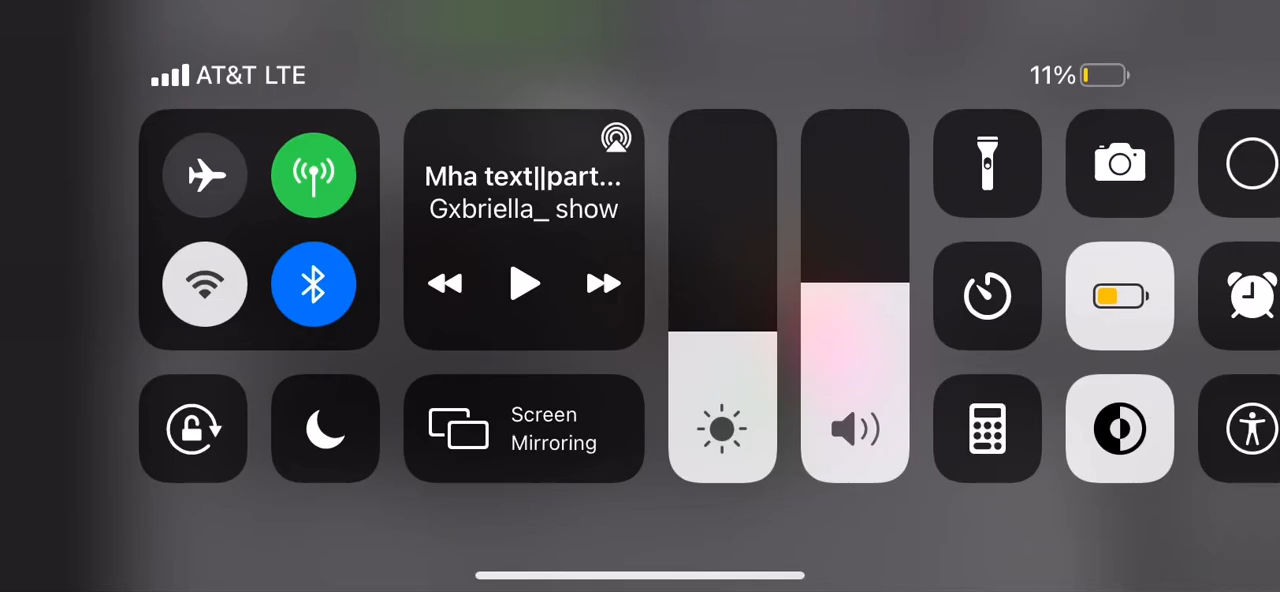 AT&T LTE
11%
Mha text||part...
Gxbriella_ show
Screen
Mirroring